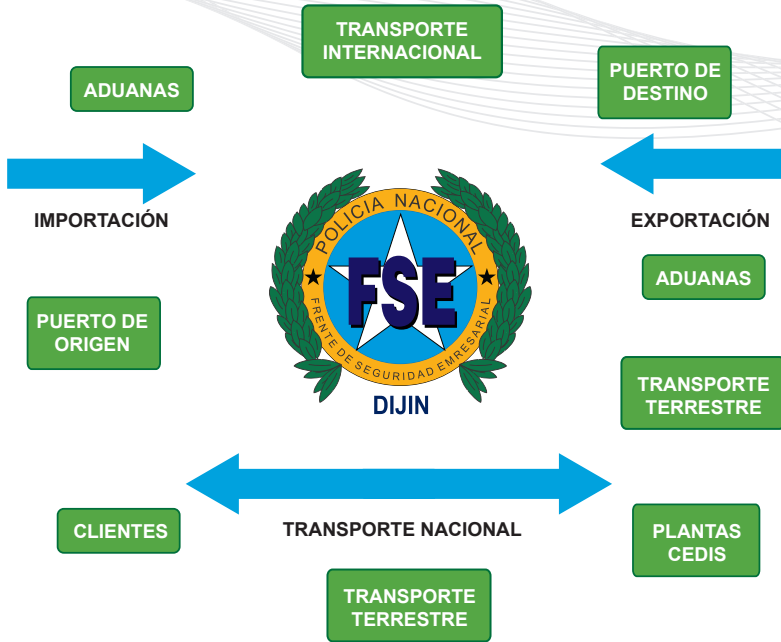 TRANSPORTE
INTERNACIONAL
ADUANAS
PUERTO DE
DESTINO
IMPORTACIÓN
EXPORTACIÓN
POLICIA NACIONAL
FSE
FRENTE DE SEGURIDAD EMRESARIAL
DIJIN
ADUANAS
PUERTO DE
ORIGEN
TRANSPORTE
TERRESTRE
CLIENTES
TRANSPORTE NACIONAL
PLANTAS
CEDIS
TRANSPORTE
TERRESTRE